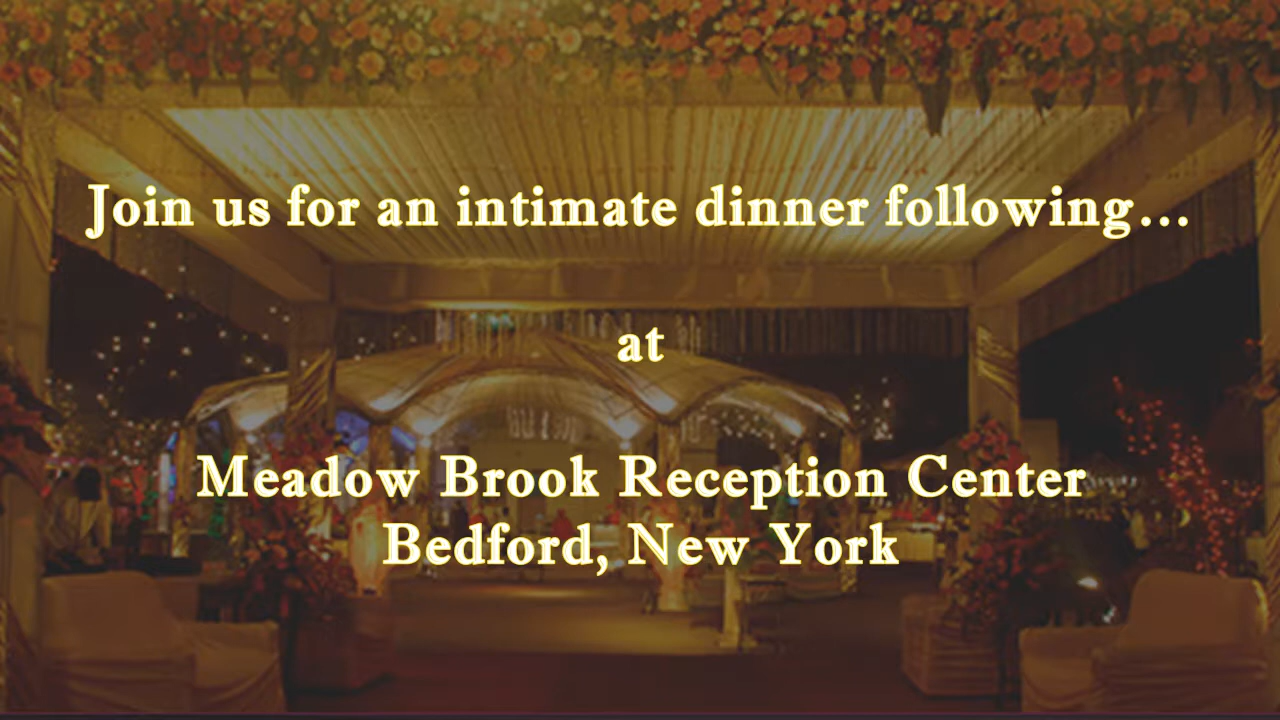 Join us for an intimate dinner following...
at
Meadow Brook Reception Center
Bedford, New York